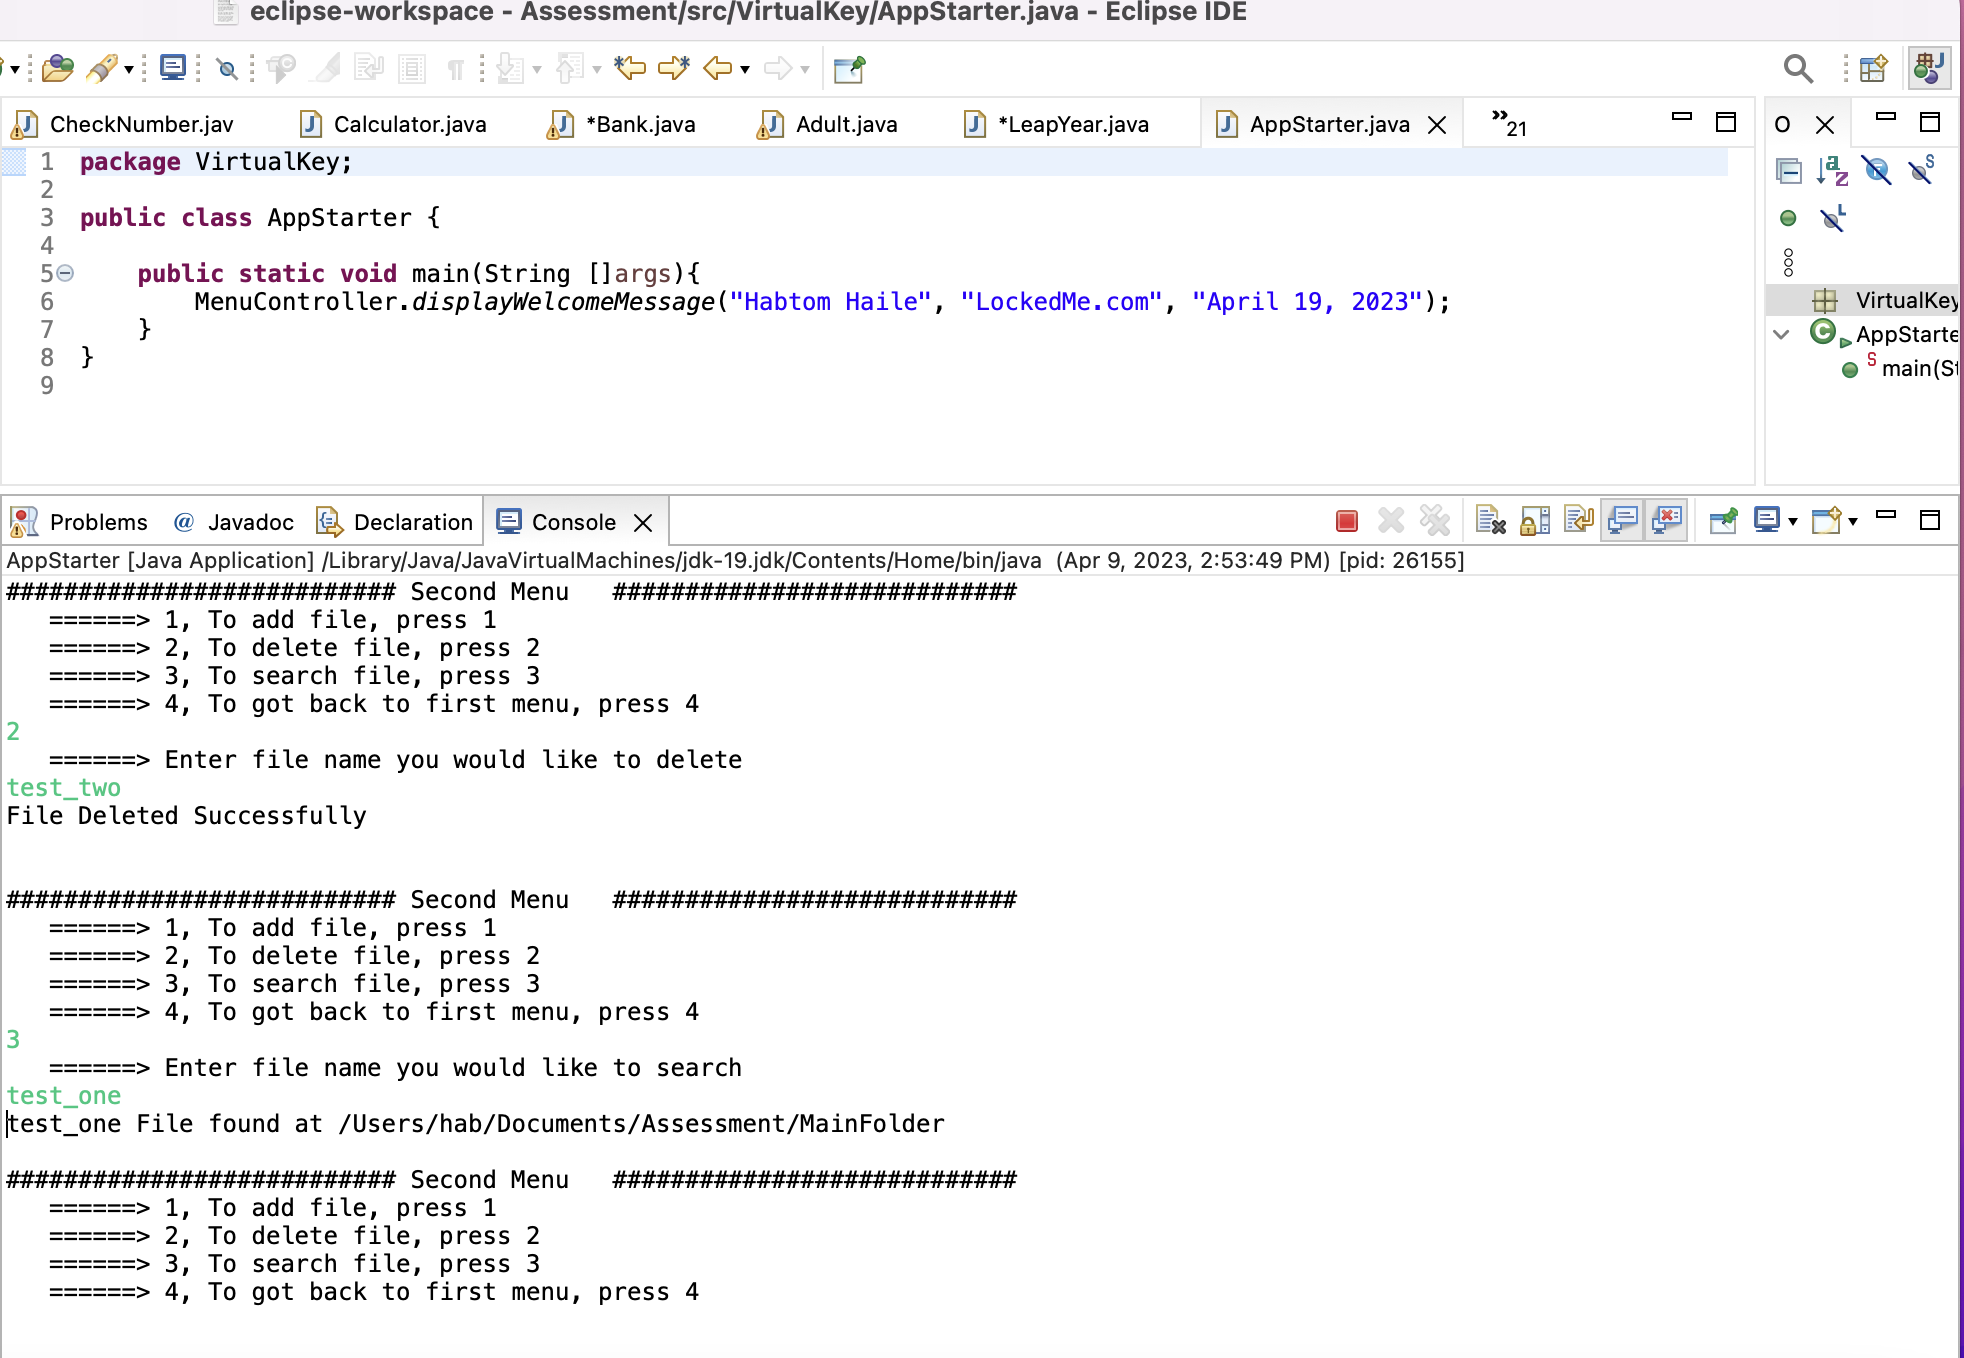 eclipse-workspace - Assessment/src/VirtualKey/AppStarter.java - Eclipse IDE
CheckNumber.jav Calculator.java *Bank.java Adult.java *LeapYear.java AppStarter.java »21 O
1 package VirtualKey;
2
3 public class AppStarter {
4
5 public static void main(String []args){
6 MenuController.displayWelcomeMessage("Habtom Haile", "LockedMe.com", "April 19, 2023");
7 }
8 }
9
VirtualKey
AppStarte
main(St
Problems Javadoc Declaration Console
AppStarter [Java Application] /Library/Java/JavaVirtualMachines/jdk-19.jdk/Contents/Home/bin/java (Apr 9, 2023, 2:53:49 PM) [pid: 26155]
########################### Second Menu ############################
======> 1, To add file, press 1
======> 2, To delete file, press 2
======> 3, To search file, press 3
======> 4, To got back to first menu, press 4
2
======> Enter file name you would like to delete
test_two
File Deleted Successfully
########################### Second Menu ############################
======> 1, To add file, press 1
======> 2, To delete file, press 2
======> 3, To search file, press 3
======> 4, To got back to first menu, press 4
3
======> Enter file name you would like to search
test_one
test_one File found at /Users/hab/Documents/Assessment/MainFolder
########################### Second Menu ############################
======> 1, To add file, press 1
======> 2, To delete file, press 2
======> 3, To search file, press 3
======> 4, To got back to first menu, press 4